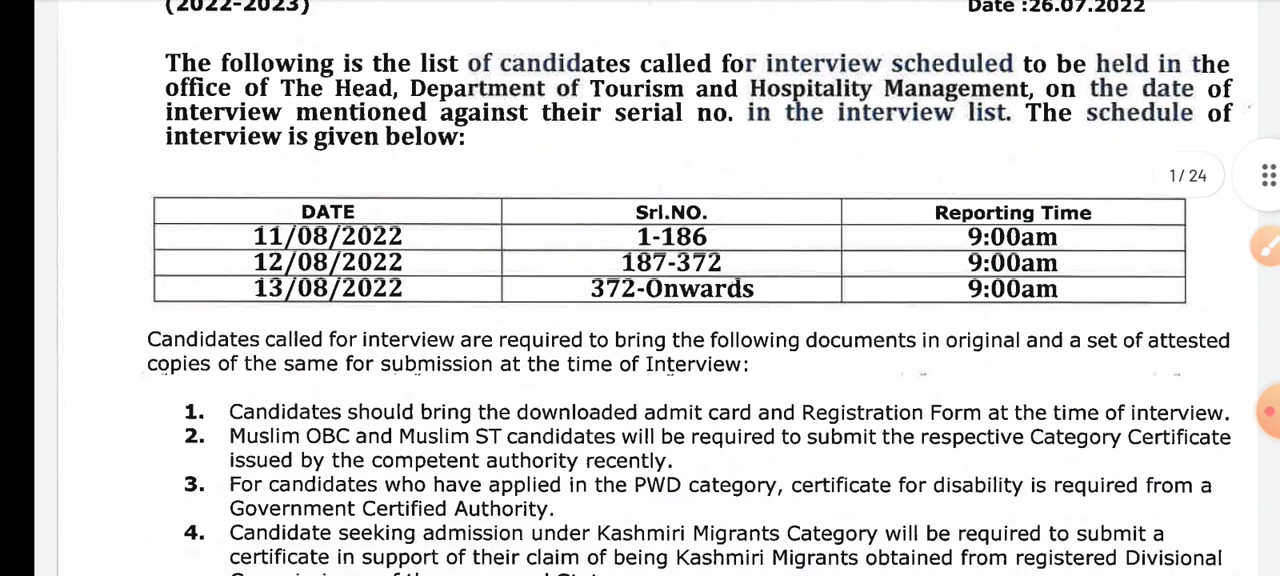 (2022-2023)
Date :26.07.2022
The following is the list of candidates called for interview scheduled to be held in the
office of The Head, Department of Tourism and Hospitality Management, on the date of
interview mentioned against their serial no. in the interview list. The schedule of
interview is given below:
1/24
DATE Srl.NO. Reporting Time
11/08/2022 1-186 9:00am
12/08/2022 187-372 9:00am
13/08/2022 372-Onwards 9:00am
Candidates called for interview are required to bring the following documents in original and a set of attested
copies of the same for submission at the time of Interview:
1. Candidates should bring the downloaded admit card and Registration Form at the time of interview.
2. Muslim OBC and Muslim ST candidates will be required to submit the respective Category Certificate
issued by the competent authority recently.
3. For candidates who have applied in the PWD category, certificate for disability is required from a
Government Certified Authority.
4. Candidate seeking admission under Kashmiri Migrants Category will be required to submit a
certificate in support of their claim of being Kashmiri Migrants obtained from registered Divisional